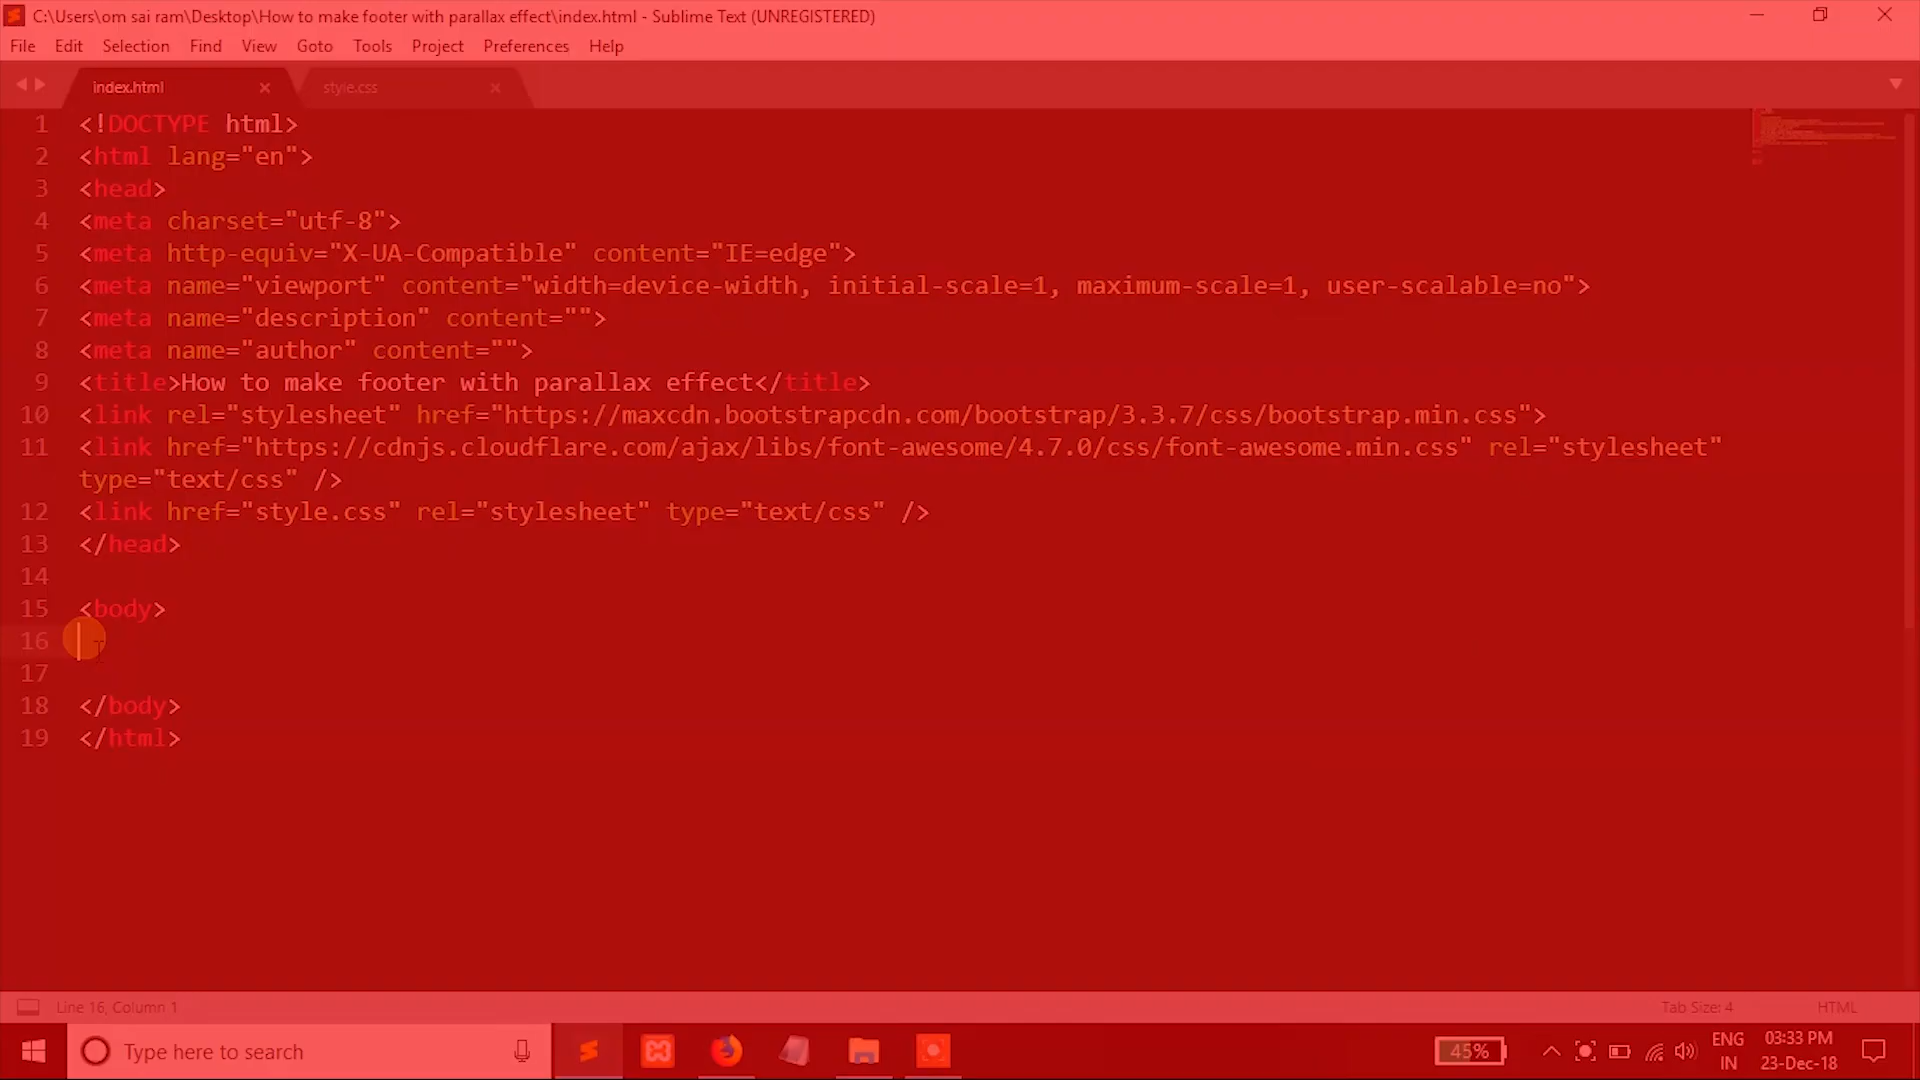 C:\Users\om sai ram\Desktop\How to make footer with parallax effect\index.html - Sublime Text (UNREGISTERED)
File Edit Selection Find View Goto Tools Project Preferences Help
index.html style.css
1 <!DOCTYPE html>
2 <html lang="en">
3 <head>
4 <meta charset="utf-8">
5 <meta http-equiv="X-UA-Compatible" content="IE=edge">
6 <meta name="viewport" content="width=device-width, initial-scale=1, maximum-scale=1, user-scalable=no">
7 <meta name="description" content="">
8 <meta name="author" content="">
9 <title>How to make footer with parallax effect</title>
10 <link rel="stylesheet" href="https://maxcdn.bootstrapcdn.com/bootstrap/3.3.7/css/bootstrap.min.css">
11 <link href="https://cdnjs.cloudflare.com/ajax/libs/font-awesome/4.7.0/css/font-awesome.min.css" rel="stylesheet"
type="text/css" />
12 <link href="style.css" rel="stylesheet" type="text/css" />
13 </head>
14
15 <body>
16
17
18 </body>
19 </html>
Line 16, Column 1 Tab Size: 4 HTML
Type here to search 45% ENG 03:33 PM
IN 23-Dec-18